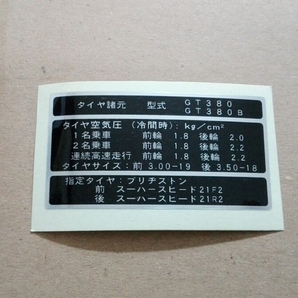 タイヤ諸元 型式 GT380
GT380B
タイヤ空気圧 (冷間時): kg/cm²
1名乗車 前輪 1.8 後輪 2.0
2名乗車 前輪 1.8 後輪 2.2
連続高速走行 前輪 1.8 後輪 2.2
タイヤサイズ: 前 3.00-19 後 3.50-18
指定タイヤ: ブリヂストン
前 スーパースピード21F2
後 スーパースピード21R2